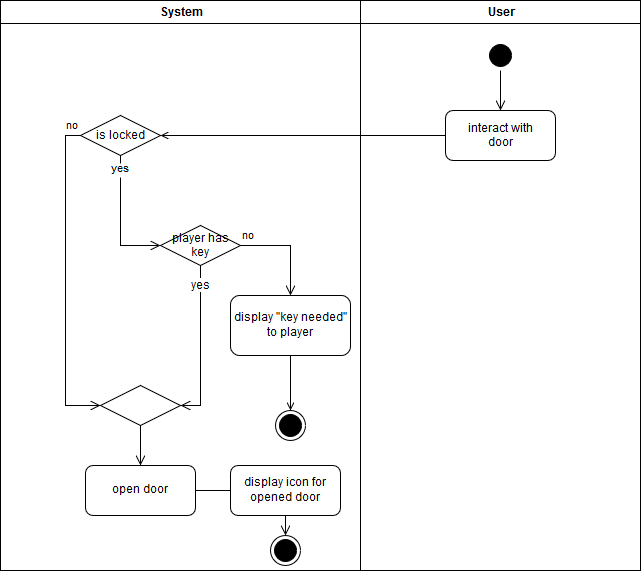 System
User
interact with
door
no
is locked
yes
player has
key
no
yes
display "key needed"
to player
open door
display icon for
opened door